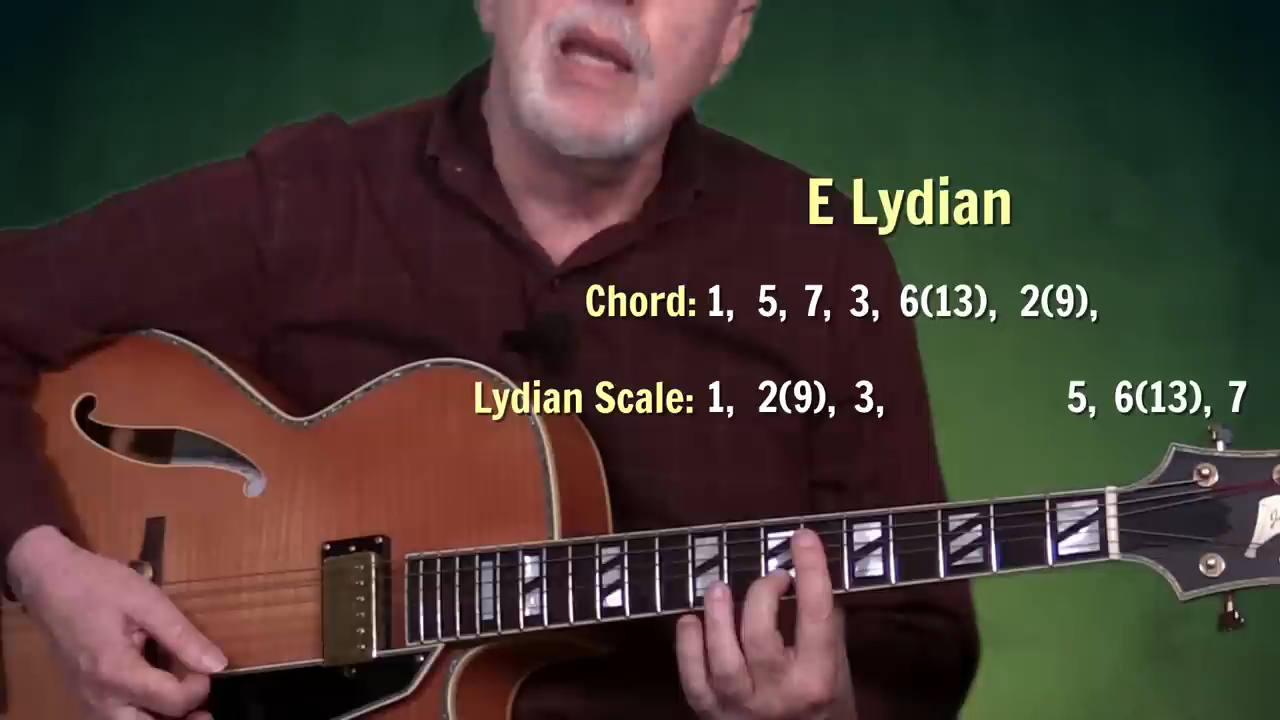 E Lydian
Chord: 1, 5, 7, 3, 6(13), 2(9),
Lydian Scale: 1, 2(9), 3, 5, 6(13), 7